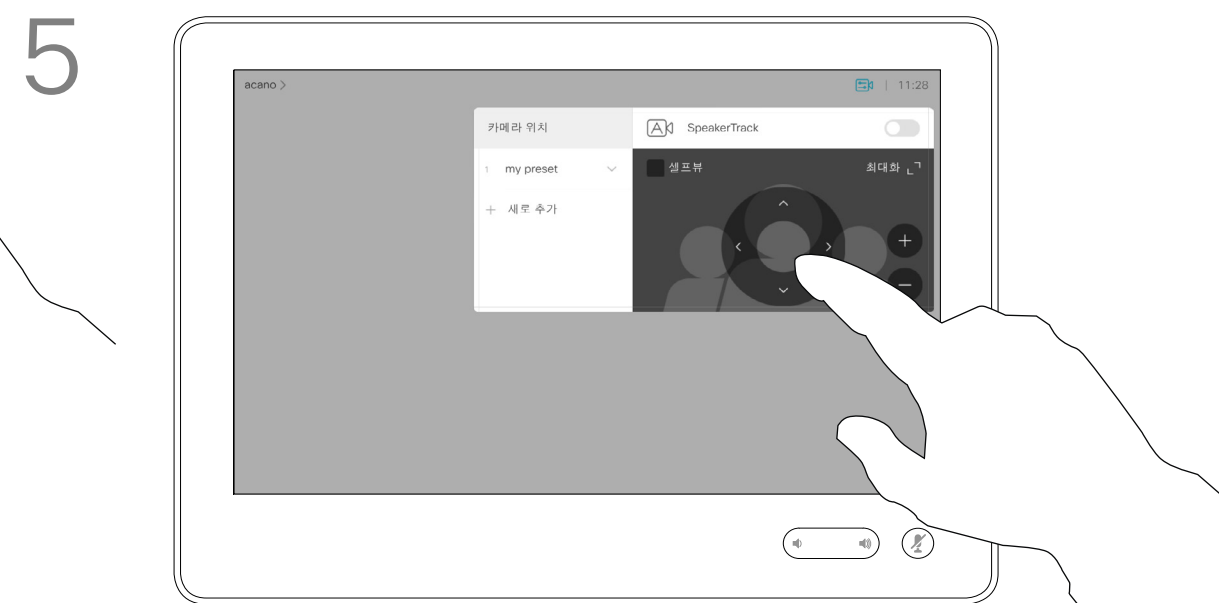 5
acano >
11:28
카메라 위치
SpeakerTrack
1 my preset
셀프뷰
최대화
+ 새로 추가